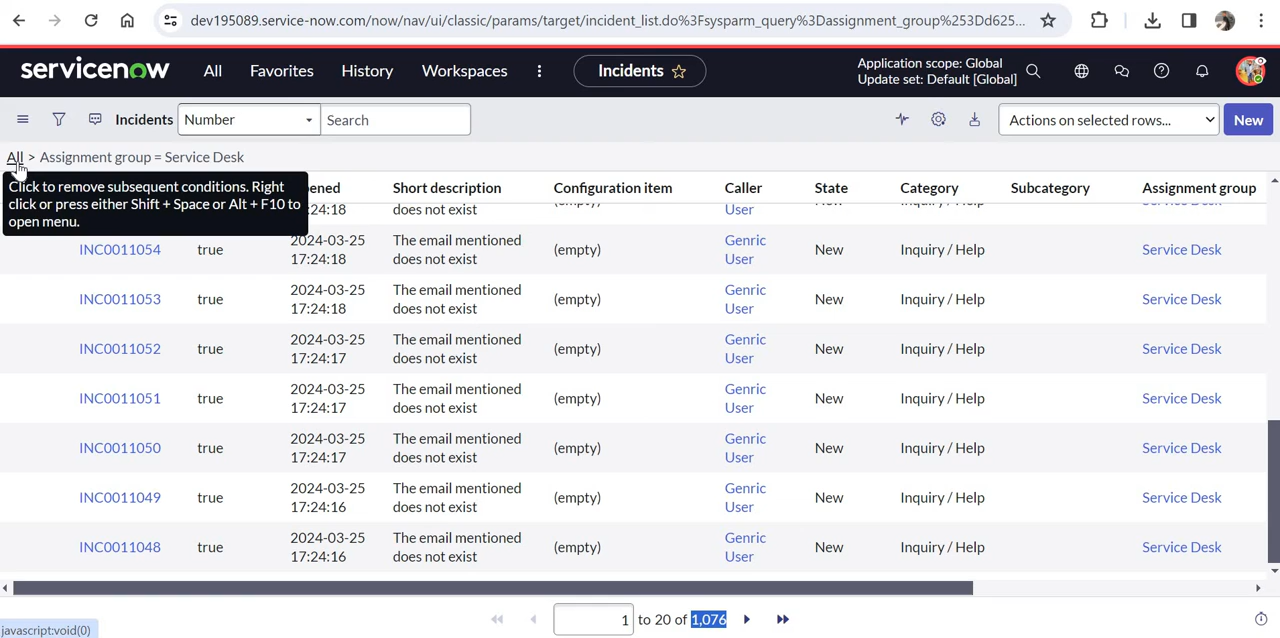 dev195089.service-now.com/now/nav/ui/classic/params/target/incident_list.do%3Fsysparm_query%3Dassignment_group%253Dd625...
servicenow All Favorites History Workspaces Incidents Application scope: Global
Update set: Default [Global]
Incidents Number Search Actions on selected rows... New
All > Assignment group = Service Desk
Click to remove subsequent conditions. Right
click or press either Shift + Space or Alt + F10 to
open menu.
pened Short description Configuration item Caller State Category Subcategory Assignment group
:24:18 does not exist User
INC0011054 true 2024-03-25 17:24:18 The email mentioned does not exist (empty) Genric User New Inquiry / Help Service Desk
INC0011053 true 2024-03-25 17:24:18 The email mentioned does not exist (empty) Genric User New Inquiry / Help Service Desk
INC0011052 true 2024-03-25 17:24:17 The email mentioned does not exist (empty) Genric User New Inquiry / Help Service Desk
INC0011051 true 2024-03-25 17:24:17 The email mentioned does not exist (empty) Genric User New Inquiry / Help Service Desk
INC0011050 true 2024-03-25 17:24:17 The email mentioned does not exist (empty) Genric User New Inquiry / Help Service Desk
INC0011049 true 2024-03-25 17:24:16 The email mentioned does not exist (empty) Genric User New Inquiry / Help Service Desk
INC0011048 true 2024-03-25 17:24:16 The email mentioned does not exist (empty) Genric User New Inquiry / Help Service Desk
1 to 20 of 1,076
javascript:void(0)